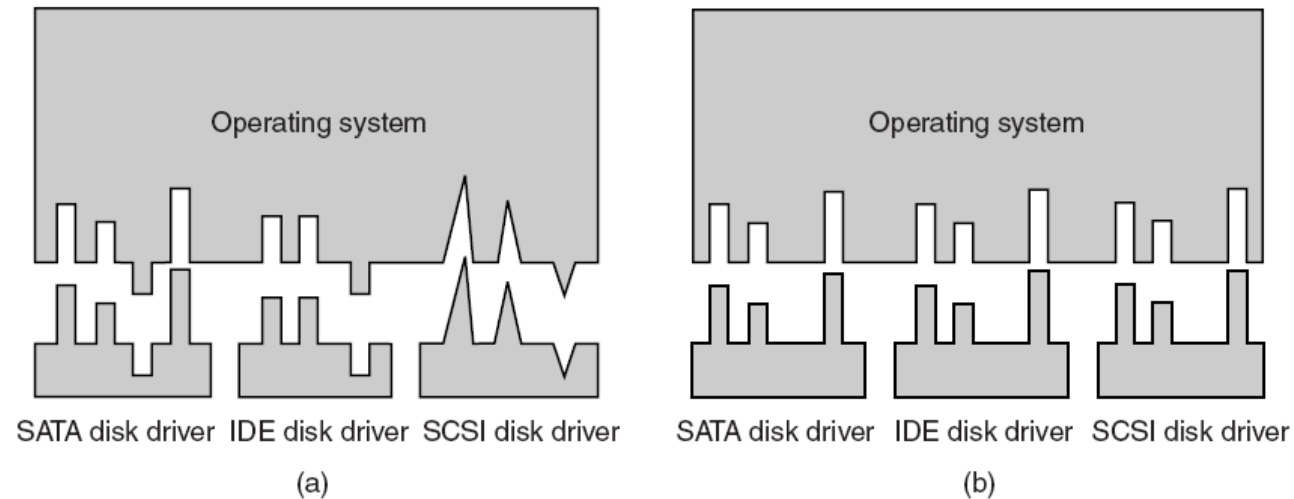 Operating system
SATA disk driver IDE disk driver SCSI disk driver
(a)
Operating system
SATA disk driver IDE disk driver SCSI disk driver
(b)